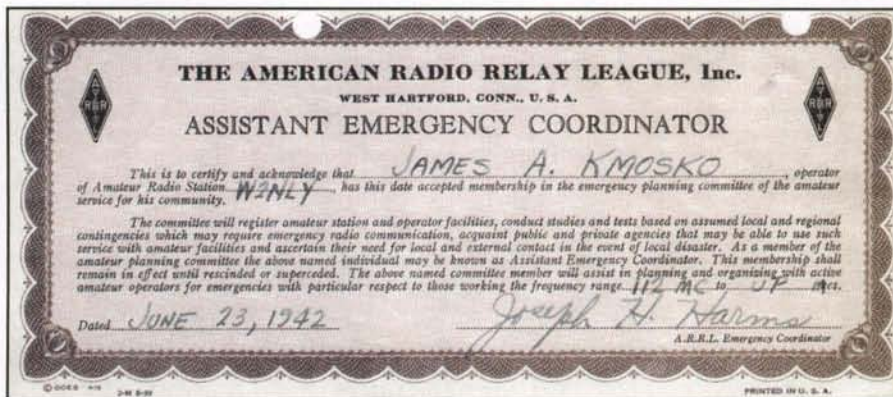 THE AMERICAN RADIO RELAY LEAGUE, Inc.
WEST HARTFORD, CONN., U. S. A.
ASSISTANT EMERGENCY COORDINATOR
This is to certify and acknowledge that JAMES A. KMOSKO, operator
of Amateur Radio Station W2NLY, has this date accepted membership in the emergency planning committee of the amateur
service for his community.
The committee will register amateur station and operator facilities, conduct studies and tests based on assumed local and regional
contingencies which may require emergency radio communication, acquaint public and private agencies that may be able to use such
service with amateur facilities and ascertain their need for local and external contact in the event of local disaster. As a member of the
amateur planning committee the above named individual may be known as Assistant Emergency Coordinator. This membership shall
remain in effect until rescinded or superceded. The above named committee member will assist in planning and organizing with active
amateur operators for emergencies with particular respect to those working the frequency range 112 MC to UP Mcs.
Dated JUNE 23, 1942 Joseph H. Harms
A.R.R.L. Emergency Coordinator
© GOES
PRINTED IN U. S. A.